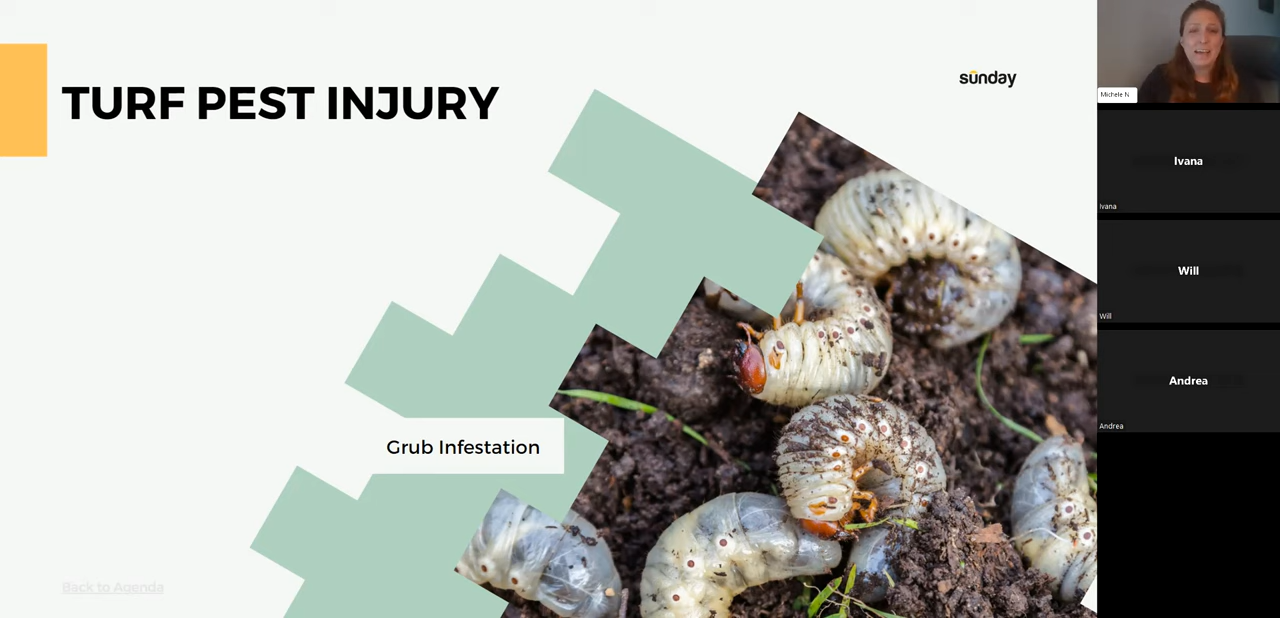 TURF PEST INJURY
sunday
Grub Infestation
Back to Agenda
Michele N
Ivana
Ivana
Will
Will
Andrea
Andrea